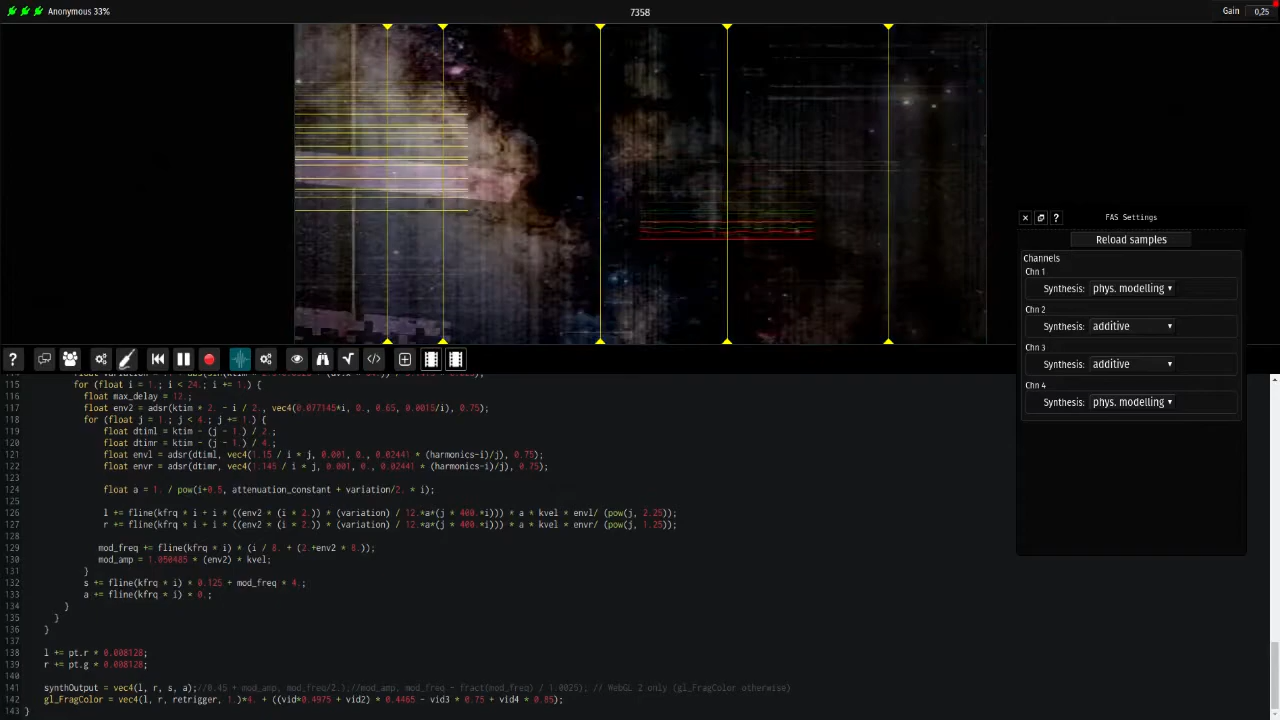 Anonymous 33%
7358
Gain 0,25
FAS Settings
Reload samples
Channels
Chn 1
Synthesis: phys. modelling
Chn 2
Synthesis: additive
Chn 3
Synthesis: additive
Chn 4
Synthesis: phys. modelling
115 for (float i = 1.; i < 24.; i += 1.) {
116 float max_delay = 12.;
117 float env2 = adsr(ktim * 2. - i / 2., vec4(0.077145*i, 0., 0.65, 0.0015/i), 0.75);
118 for (float j = 1.; j < 4.; j += 1.) {
119 float dtiml = ktim - (j - 1.) / 2.;
120 float dtimr = ktim - (j - 1.) / 4.;
121 float envl = adsr(dtiml, vec4(1.15 / i * j, 0.001, 0., 0.02441 * (harmonics-i)/j), 0.75);
122 float envr = adsr(dtimr, vec4(1.145 / i * j, 0.001, 0., 0.02441 * (harmonics-i)/j), 0.75);
123
124 float a = 1. / pow(i+0.5, attenuation_constant + variation/2. * i);
125
126 l += fline(kfrq * i + i * ((env2 * (i * 2.)) * (variation) / 12.*a*(j * 400.*i))) * a * kvel * envl/ (pow(j, 2.25));
127 r += fline(kfrq * i + i * ((env2 * (i * 2.)) * (variation) / 12.*a*(j * 400.*i))) * a * kvel * envr/ (pow(j, 1.25));
128
129 mod_freq += fline(kfrq * i) * (i / 8. + (2.+env2 * 8.));
130 mod_amp = 1.050485 * (env2) * kvel;
131 }
132 s += fline(kfrq * i) * 0.125 + mod_freq * 4.;
133 a += fline(kfrq * i) * 0.;
134 }
135 }
136 }
137
138 l += pt.r * 0.008128;
139 r += pt.g * 0.008128;
140
141 synthOutput = vec4(l, r, s, a);//0.45 + mod_amp, mod_freq/2.);//mod_amp, mod_freq - fract(mod_freq) / 1.0025); // WebGL 2 only (gl_FragColor otherwise)
142 gl_FragColor = vec4(l, r, retrigger, 1.)*4. + ((vid*0.4975 + vid2) * 0.4465 - vid3 * 0.75 + vid4 * 0.85);
143 }